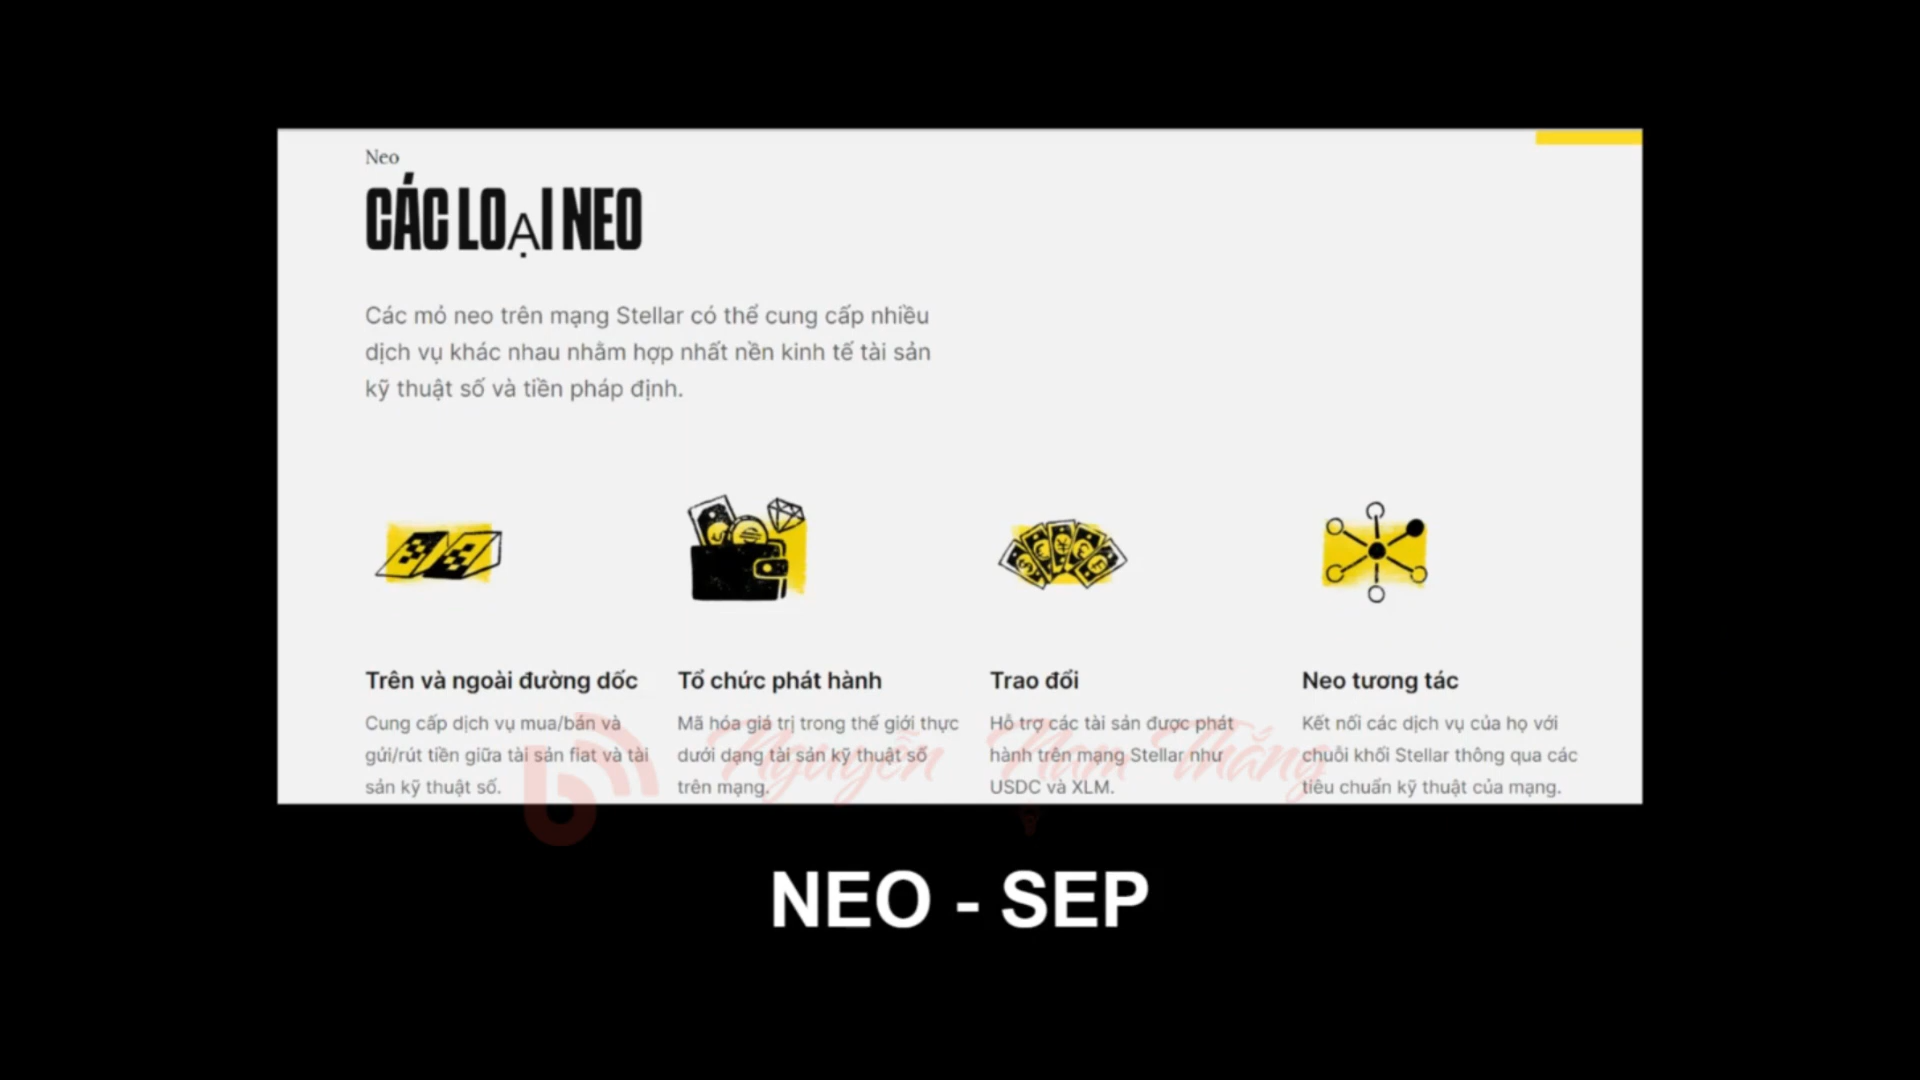 Neo
CÁC LOẠI NEO
Các mỏ neo trên mạng Stellar có thể cung cấp nhiều
dịch vụ khác nhau nhằm hợp nhất nền kinh tế tài sản
kỹ thuật số và tiền pháp định.
Trên và ngoài đường dốc
Cung cấp dịch vụ mua/bán và
gửi/rút tiền giữa tài sản fiat và tài
sản kỹ thuật số.
Tổ chức phát hành
Mã hóa giá trị trong thế giới thực
dưới dạng tài sản kỹ thuật số
trên mạng.
Trao đổi
Hỗ trợ các tài sản được phát
hành trên mạng Stellar như
USDC và XLM.
Neo tương tác
Kết nối các dịch vụ của họ với
chuỗi khối Stellar thông qua các
tiêu chuẩn kỹ thuật của mạng.
Nguyễn Nam Thắng
NEO - SEP